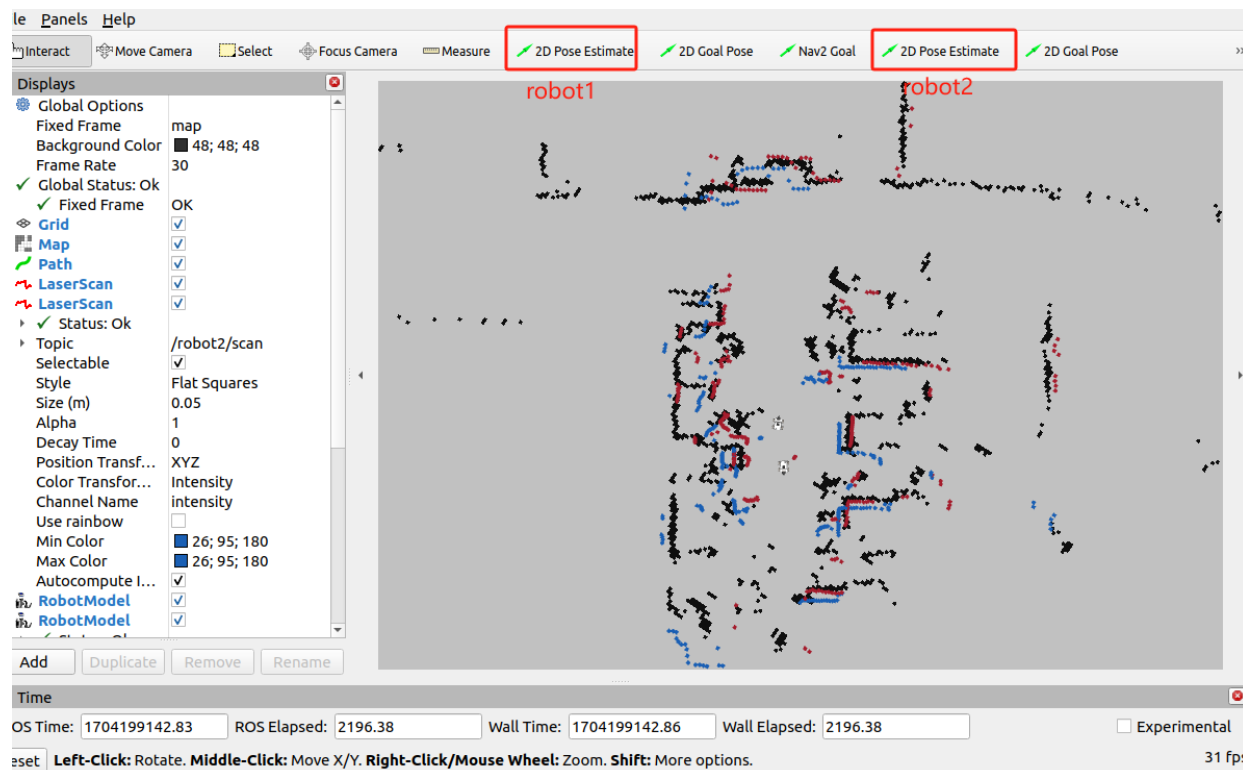 le Panels Help
Interact Move Camera Select Focus Camera Measure 2D Pose Estimate 2D Goal Pose Nav2 Goal 2D Pose Estimate 2D Goal Pose
robot1 robot2
Displays
Global Options
Fixed Frame map
Background Color 48; 48; 48
Frame Rate 30
Global Status: Ok
Fixed Frame OK
Grid
Map
Path
LaserScan
LaserScan
Status: Ok
Topic /robot2/scan
Selectable
Style Flat Squares
Size (m) 0.05
Alpha 1
Decay Time 0
Position Transf... XYZ
Color Transfor... Intensity
Channel Name intensity
Use rainbow
Min Color 26; 95; 180
Max Color 26; 95; 180
Autocompute I...
RobotModel
RobotModel
Add Duplicate Remove Rename
Time
OS Time: 1704199142.83 ROS Elapsed: 2196.38 Wall Time: 1704199142.86 Wall Elapsed: 2196.38 Experimental
eset Left-Click: Rotate. Middle-Click: Move X/Y. Right-Click/Mouse Wheel: Zoom. Shift: More options. 31 fps